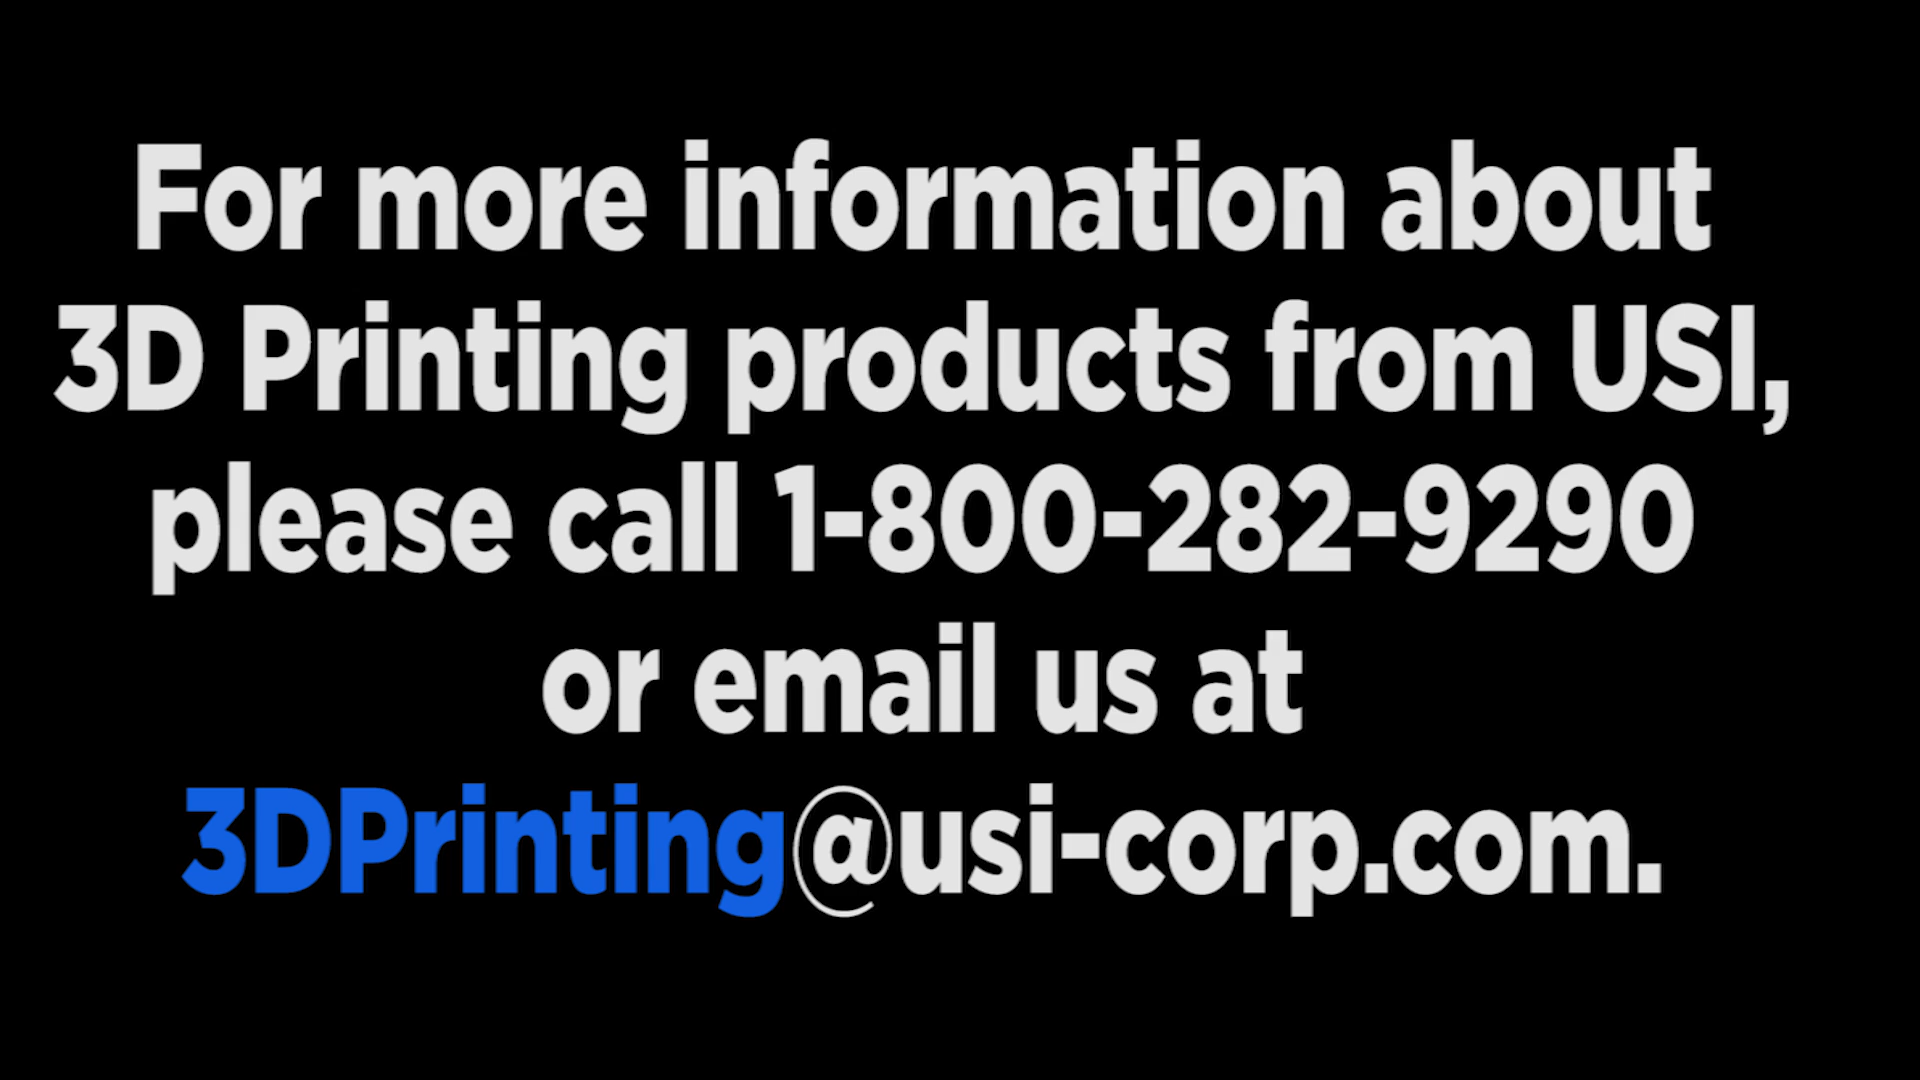 For more information about
3D Printing products from USI,
please call 1-800-282-9290
or email us at
3DPrinting@usi-corp.com.